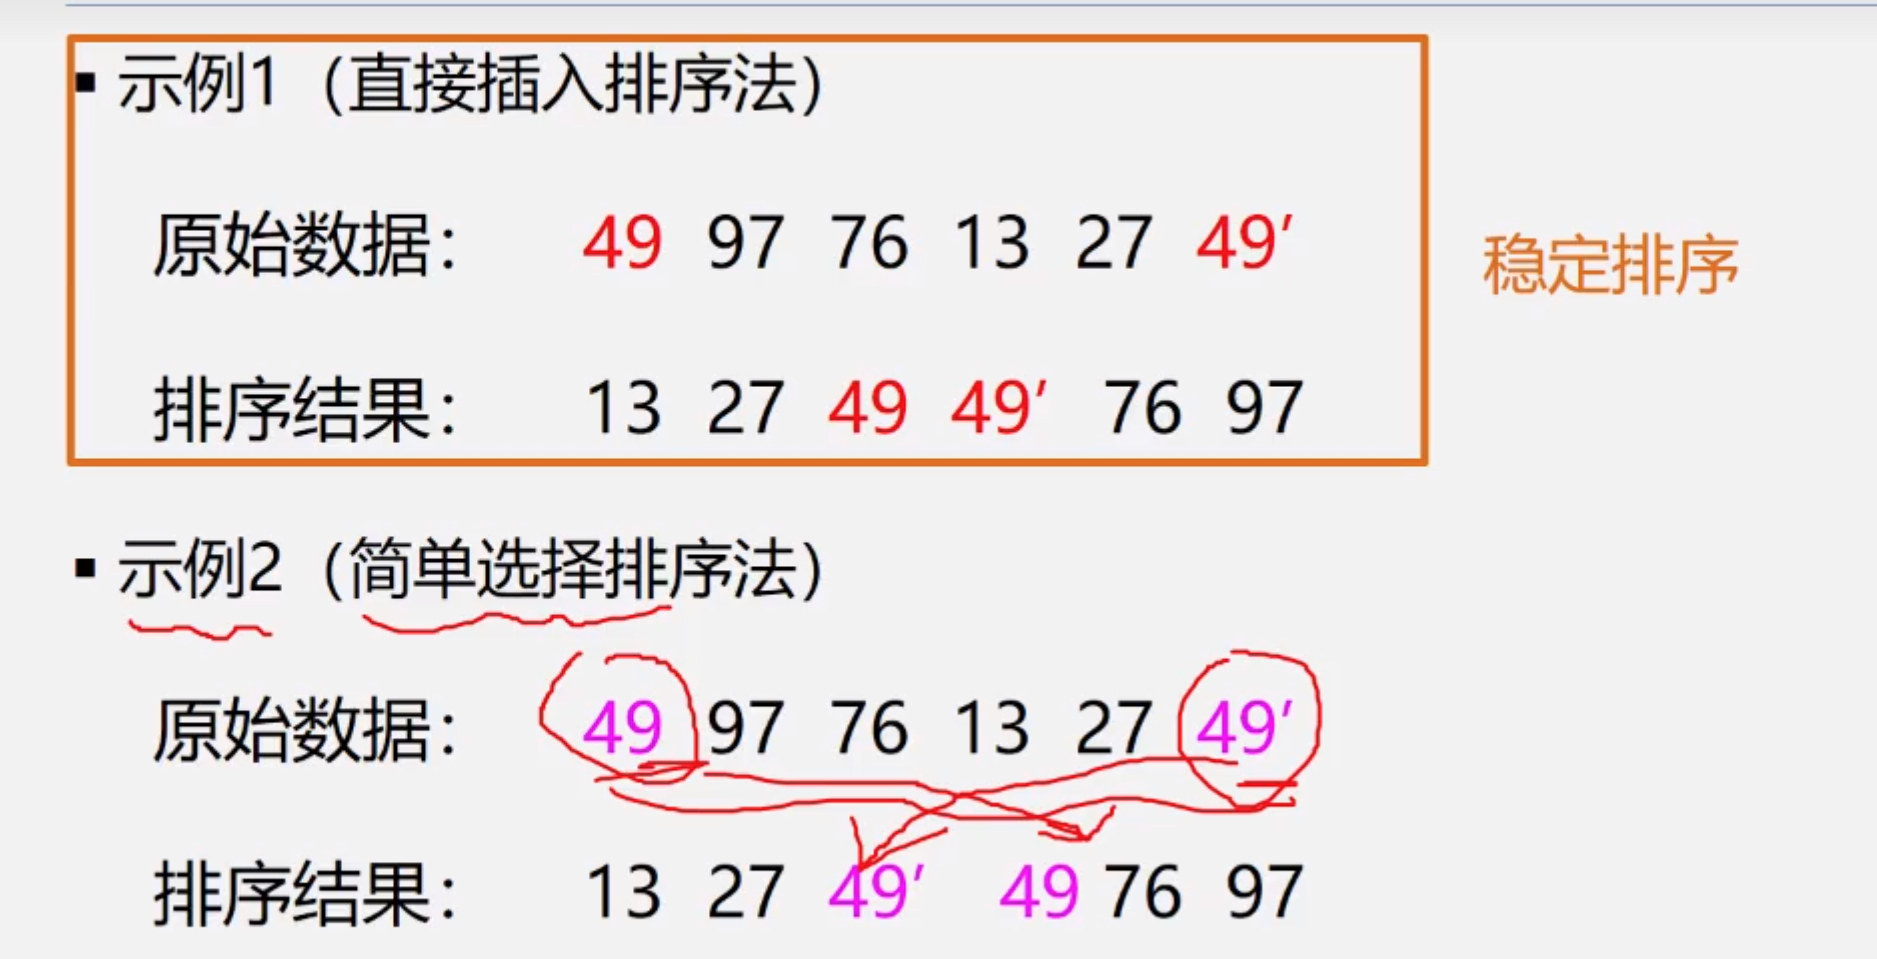 ▪ 示例1（直接插入排序法）
原始数据： 49 97 76 13 27 49′
稳定排序
排序结果： 13 27 49 49′ 76 97
▪ 示例2（简单选择排序法）
原始数据： 49 97 76 13 27 49′
排序结果： 13 27 49′ 49 76 97